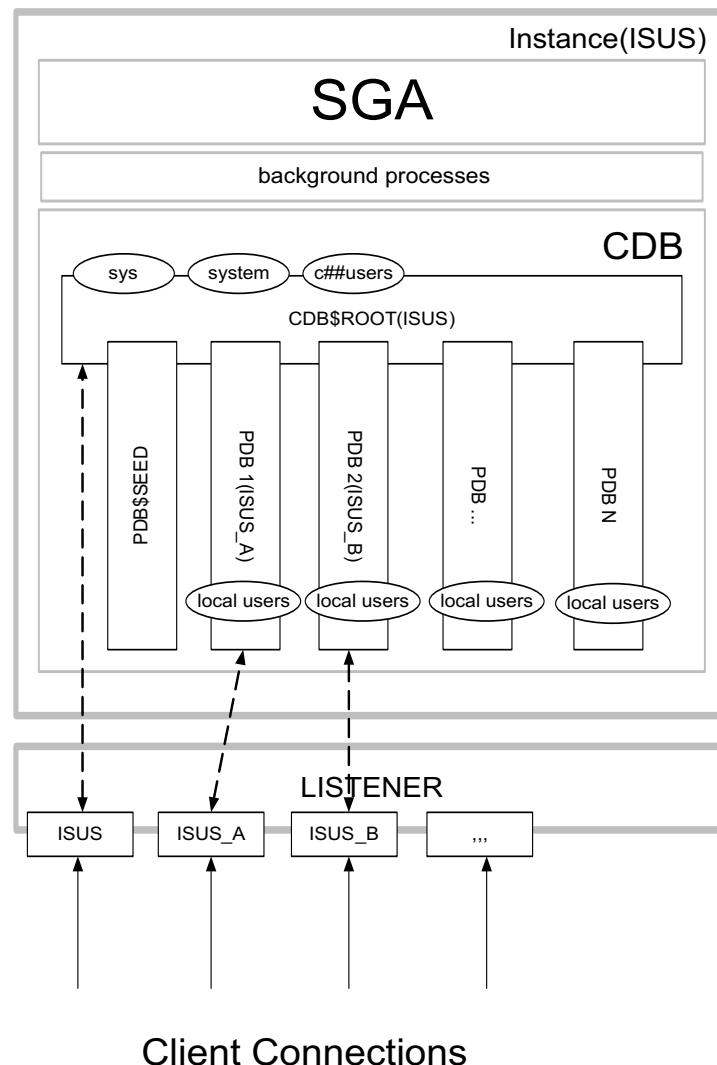 Instance(ISUS)
SGA
background processes
CDB
sys
system
c##users
CDB$ROOT(ISUS)
PDB$SEED
PDB 1(ISUS_A)
PDB 2(ISUS_B)
PDB ...
PDB N
local users
local users
local users
local users
LISTENER
ISUS
ISUS_A
ISUS_B
,,,
Client Connections